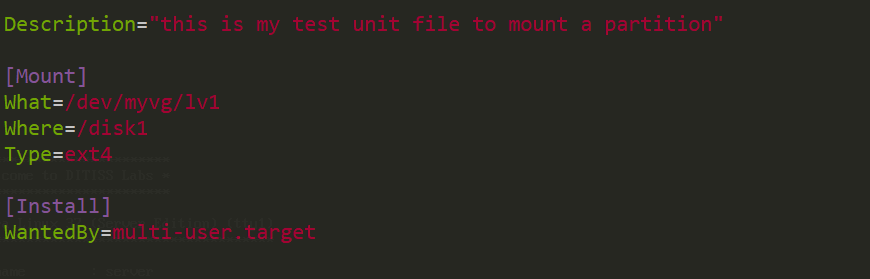 Description="this is my test unit file to mount a partition"
[Mount]
What=/dev/myvg/lv1
Where=/disk1
Type=ext4
[Install]
WantedBy=multi-user.target